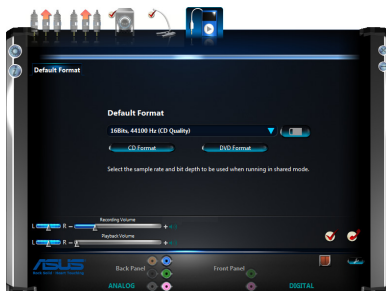 Default Format
Default Format
16Bits, 44100 Hz (CD Quality)
CD Format
DVD Format
Select the sample rate and bit depth to be used when running in shared mode.
Recording Volume
L R - +
Playback Volume
L R - +
ASUS
Back Panel
Front Panel
ANALOG
DIGITAL